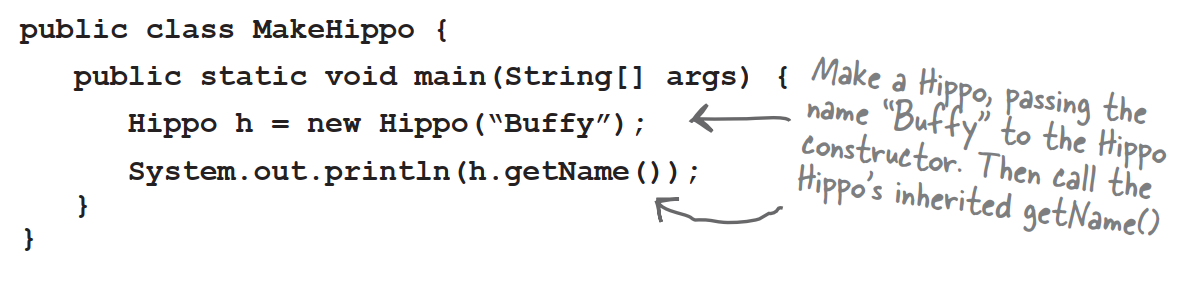 public class MakeHippo {
public static void main(String[] args) {
Hippo h = new Hippo(“Buffy”);
System.out.println(h.getName());
}
}
Make a Hippo, passing the
name “Buffy” to the Hippo
constructor. Then call the
Hippo’s inherited getName()